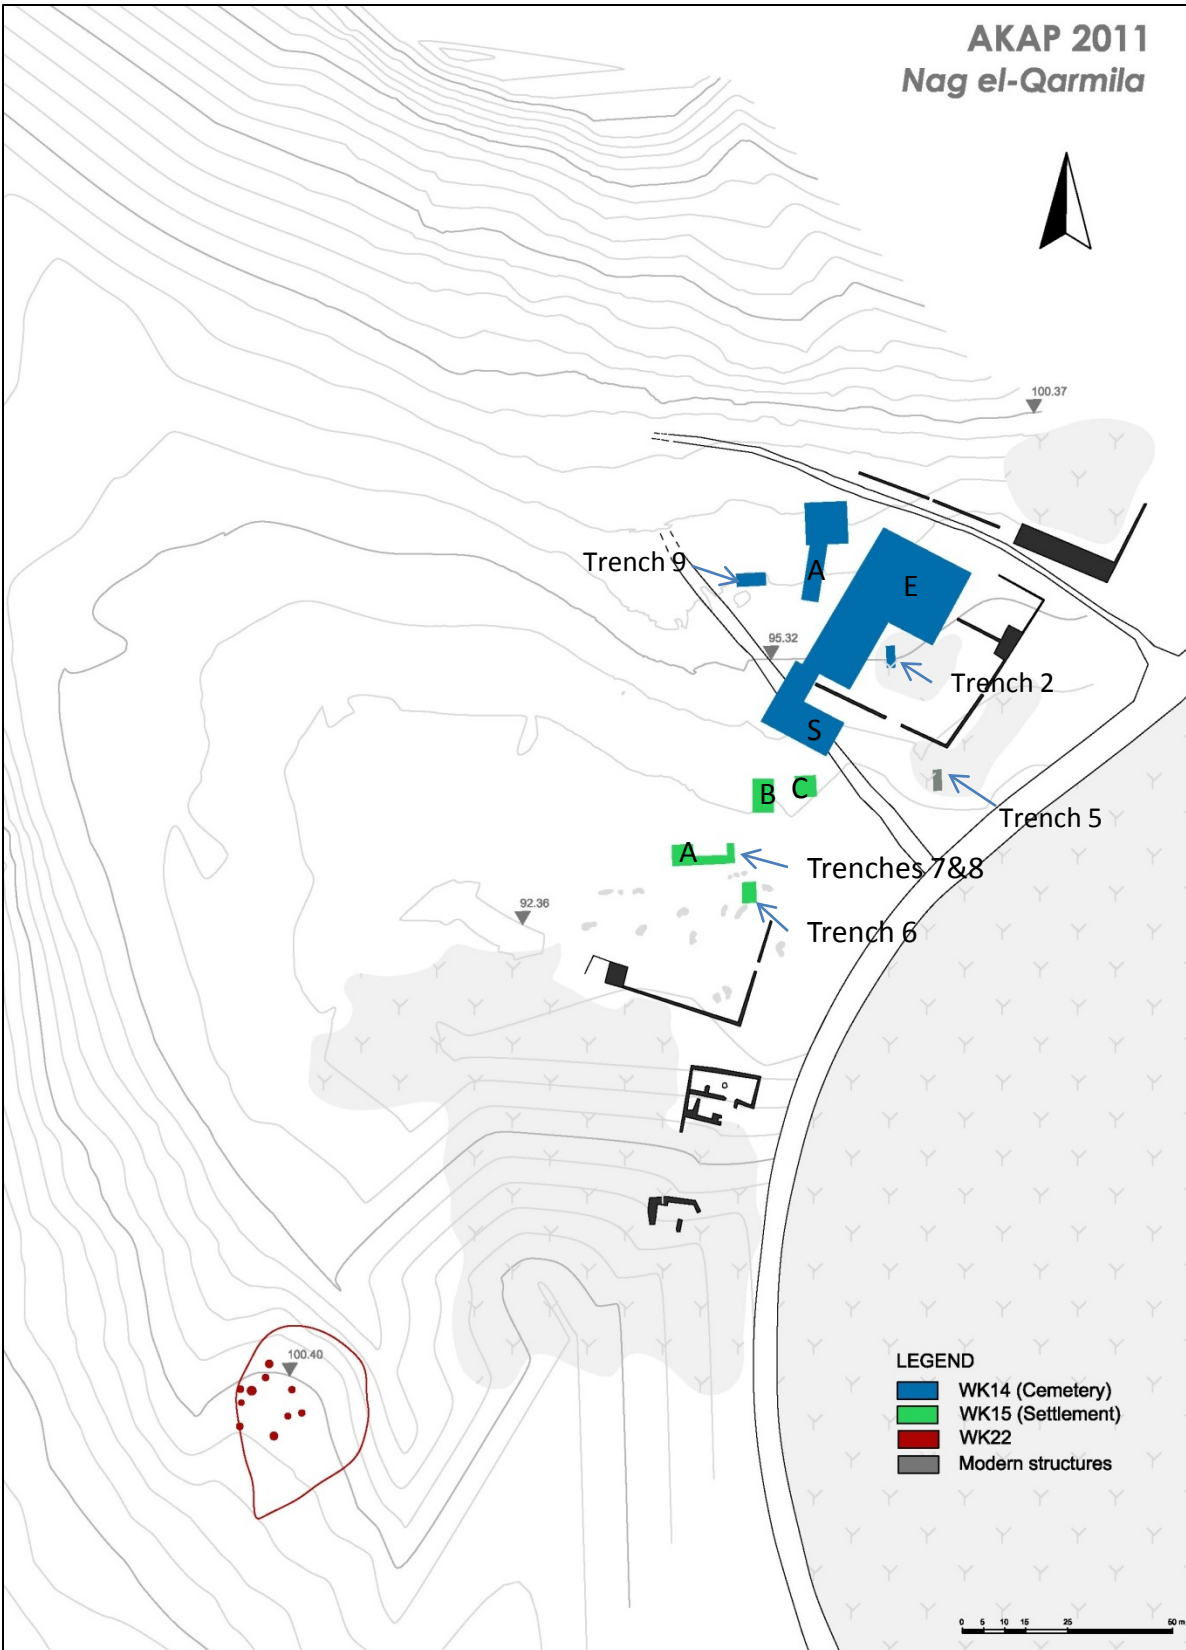 AKAP 2011
Nag el-Qarmila
100.37
Trench 9
A
E
95.32
Trench 2
S
B
C
Trench 5
A
Trenches 7&8
92.36
Trench 6
100.40
LEGEND
WK14 (Cemetery)
WK15 (Settlement)
WK22
Modern structures
0 5 10 15 25 50 m